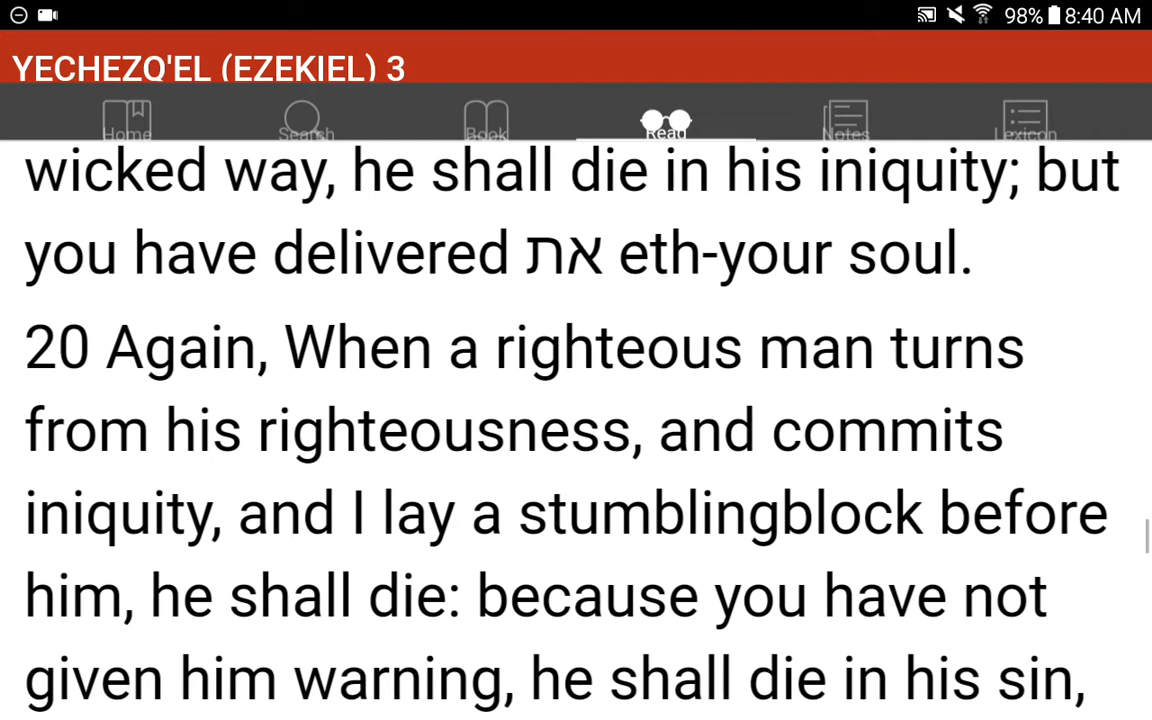 98% 8:40 AM
YECHEZQ'EL (EZEKIEL) 3
Home Search Book Read Notes Lexicon
wicked way, he shall die in his iniquity; but
you have delivered את eth-your soul.
20 Again, When a righteous man turns
from his righteousness, and commits
iniquity, and I lay a stumblingblock before
him, he shall die: because you have not
given him warning, he shall die in his sin,